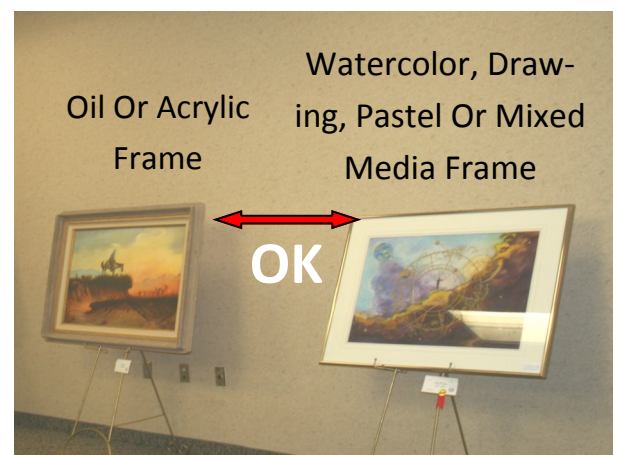 Oil Or Acrylic
Frame
Watercolor, Draw-
ing, Pastel Or Mixed
Media Frame
OK